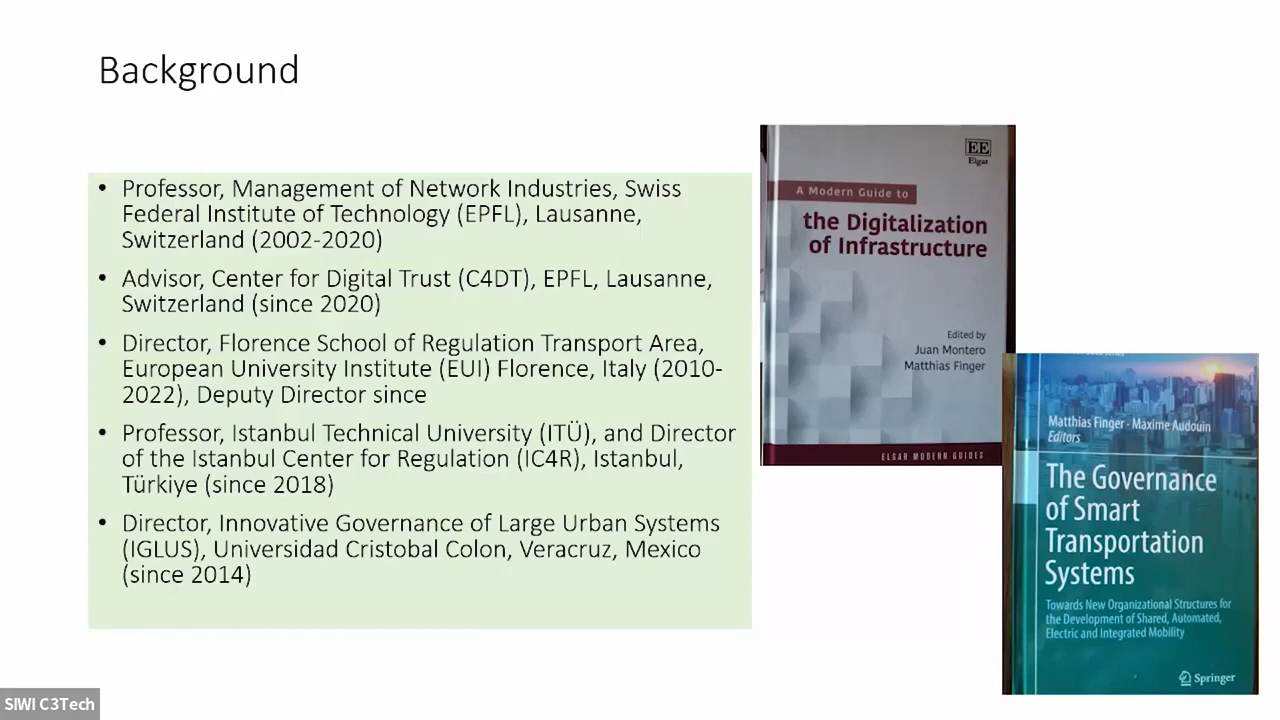 Background
• Professor, Management of Network Industries, Swiss
Federal Institute of Technology (EPFL), Lausanne,
Switzerland (2002-2020)
• Advisor, Center for Digital Trust (C4DT), EPFL, Lausanne,
Switzerland (since 2020)
• Director, Florence School of Regulation Transport Area,
European University Institute (EUI) Florence, Italy (2010-
2022), Deputy Director since
• Professor, Istanbul Technical University (ITÜ), and Director
of the Istanbul Center for Regulation (IC4R), Istanbul,
Türkiye (since 2018)
• Director, Innovative Governance of Large Urban Systems
(IGLUS), Universidad Cristobal Colon, Veracruz, Mexico
(since 2014)
EE
Elgar
A Modern Guide to
the Digitalization
of Infrastructure
Edited by
Juan Montero
Matthias Finger
ELGAR MODERN GUIDES
Matthias Finger · Maxime Audouin
Editors
The Governance
of Smart
Transportation
Systems
Towards New Organizational Structures for
the Development of Shared, Automated,
Electric and Integrated Mobility
Springer
SIWI C3Tech